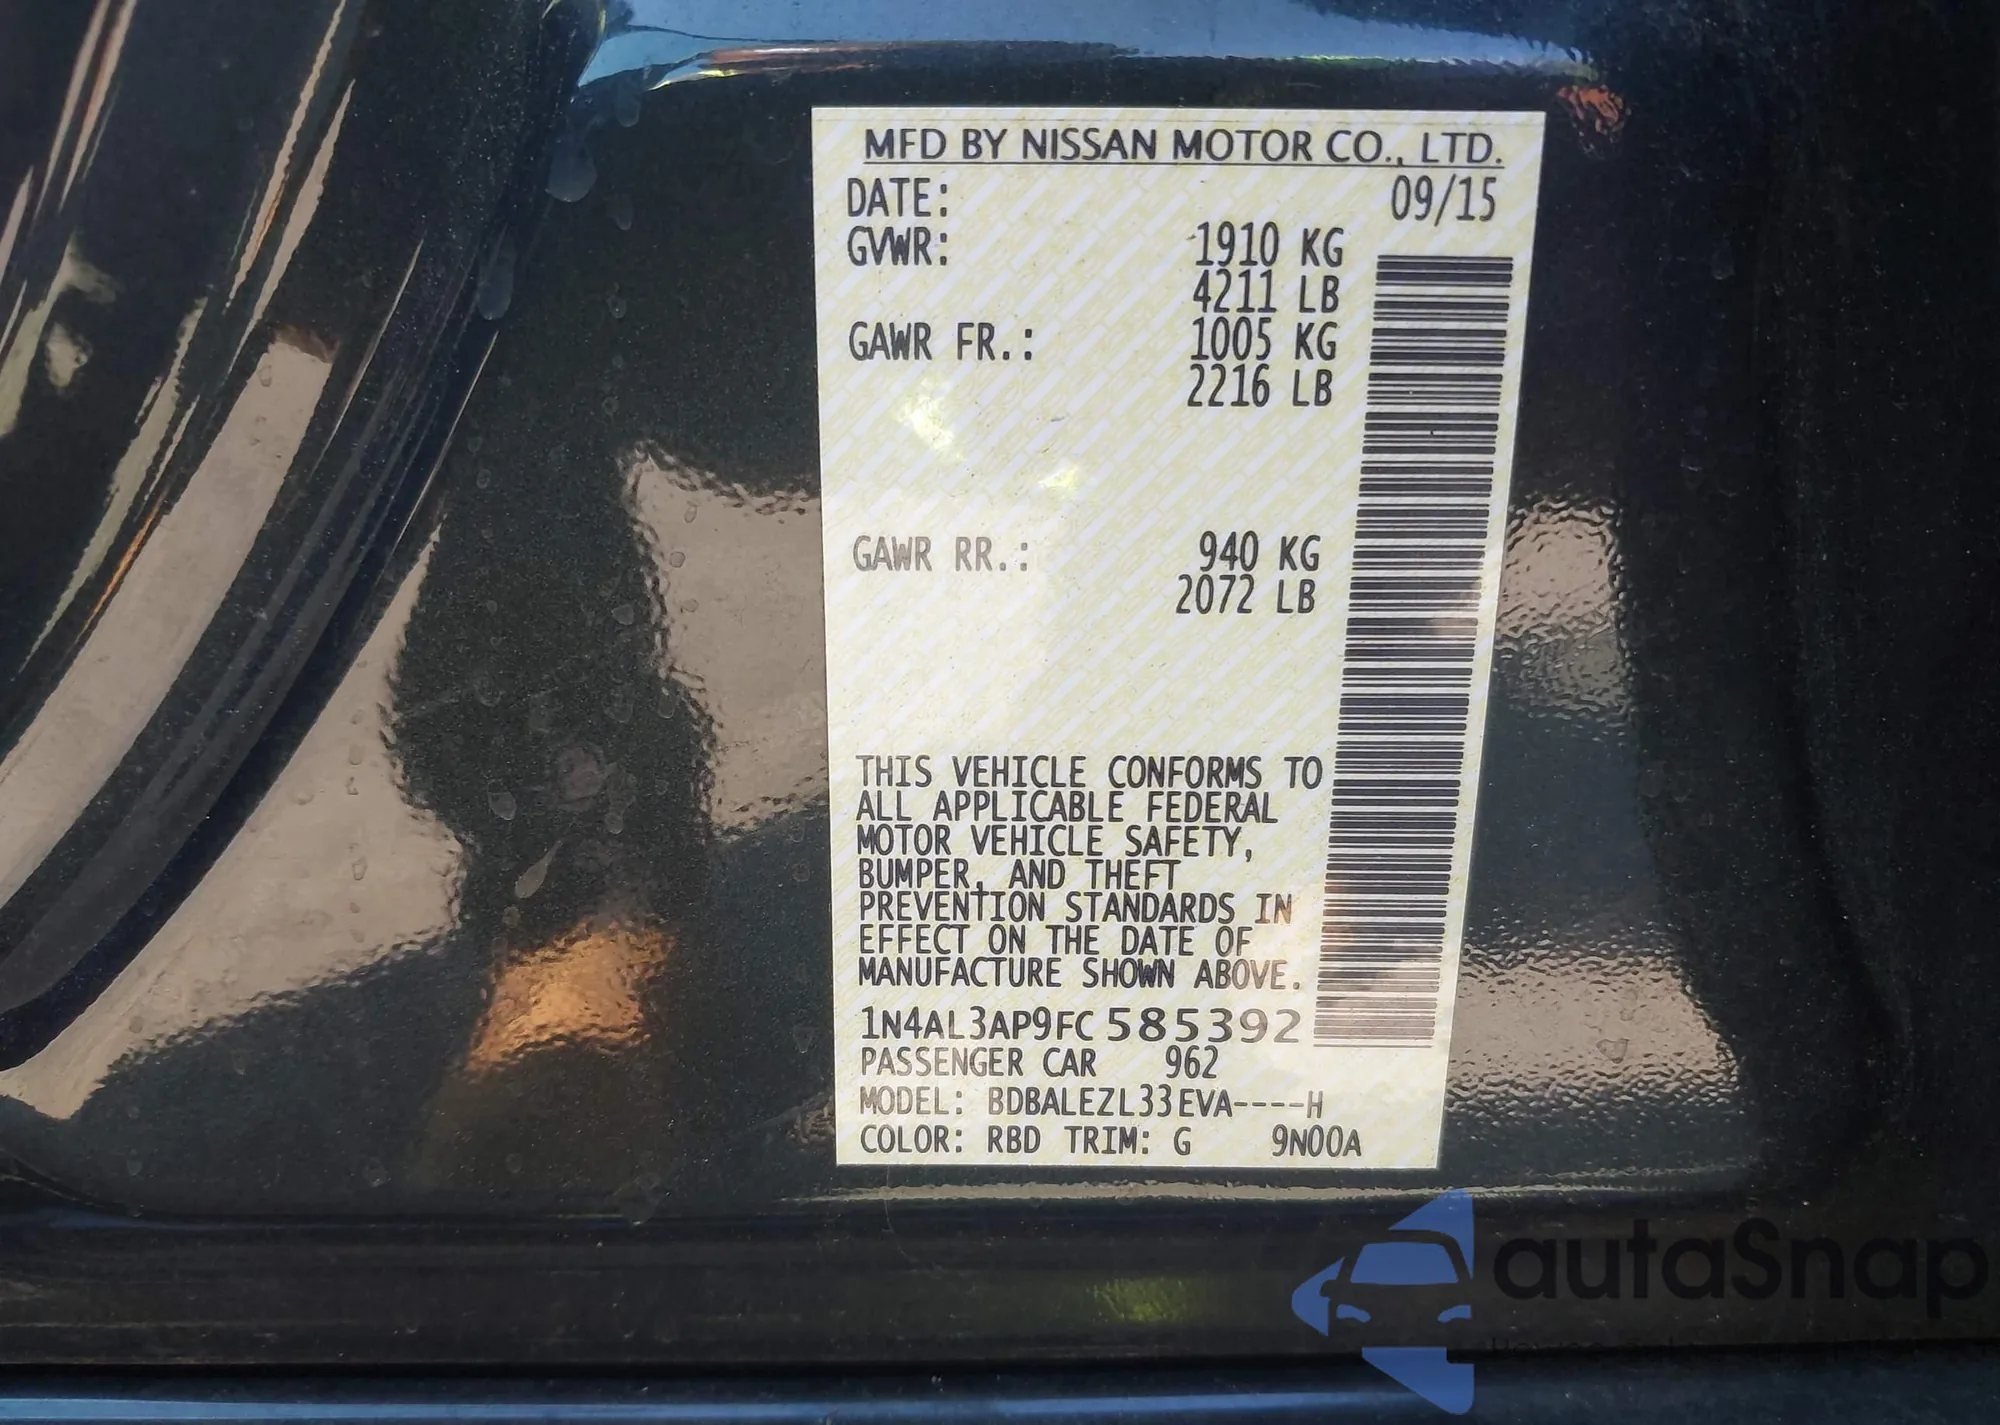 MFD BY NISSAN MOTOR CO., LTD.
DATE: 09/15
GVWR: 1910 KG
4211 LB
GAWR FR.: 1005 KG
2216 LB
GAWR RR.: 940 KG
2072 LB
THIS VEHICLE CONFORMS TO
ALL APPLICABLE FEDERAL
MOTOR VEHICLE SAFETY,
BUMPER, AND THEFT
PREVENTION STANDARDS IN
EFFECT ON THE DATE OF
MANUFACTURE SHOWN ABOVE.
1N4AL3AP9FC585392
PASSENGER CAR 962
MODEL: BDBALEZL33EVA----H
COLOR: RBD TRIM: G 9N00A
autaSnap